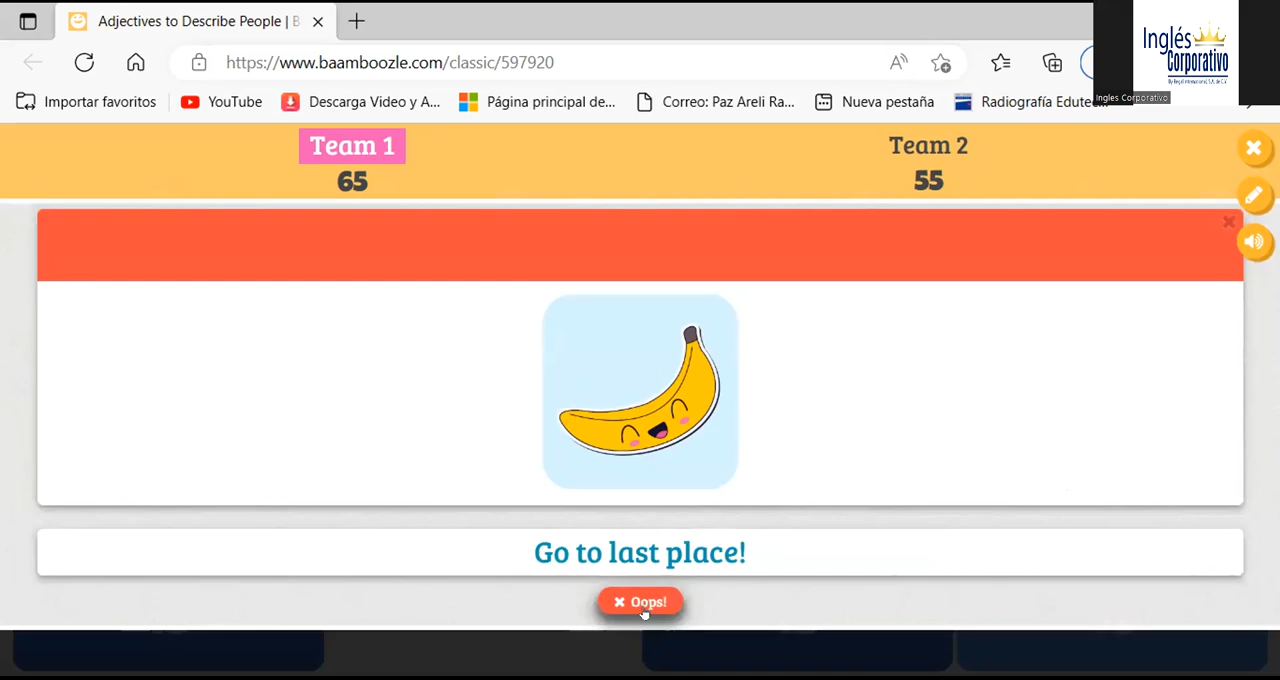 Adjectives to Describe People | B
https://www.baamboozle.com/classic/597920
Inglés
Corporativo
Ingles Corporativo
Importar favoritos
YouTube
Descarga Video y A...
Página principal de...
Correo: Paz Areli Ra...
Nueva pestaña
Radiografía Edutec
Team 1
65
Team 2
55
Go to last place!
Oops!